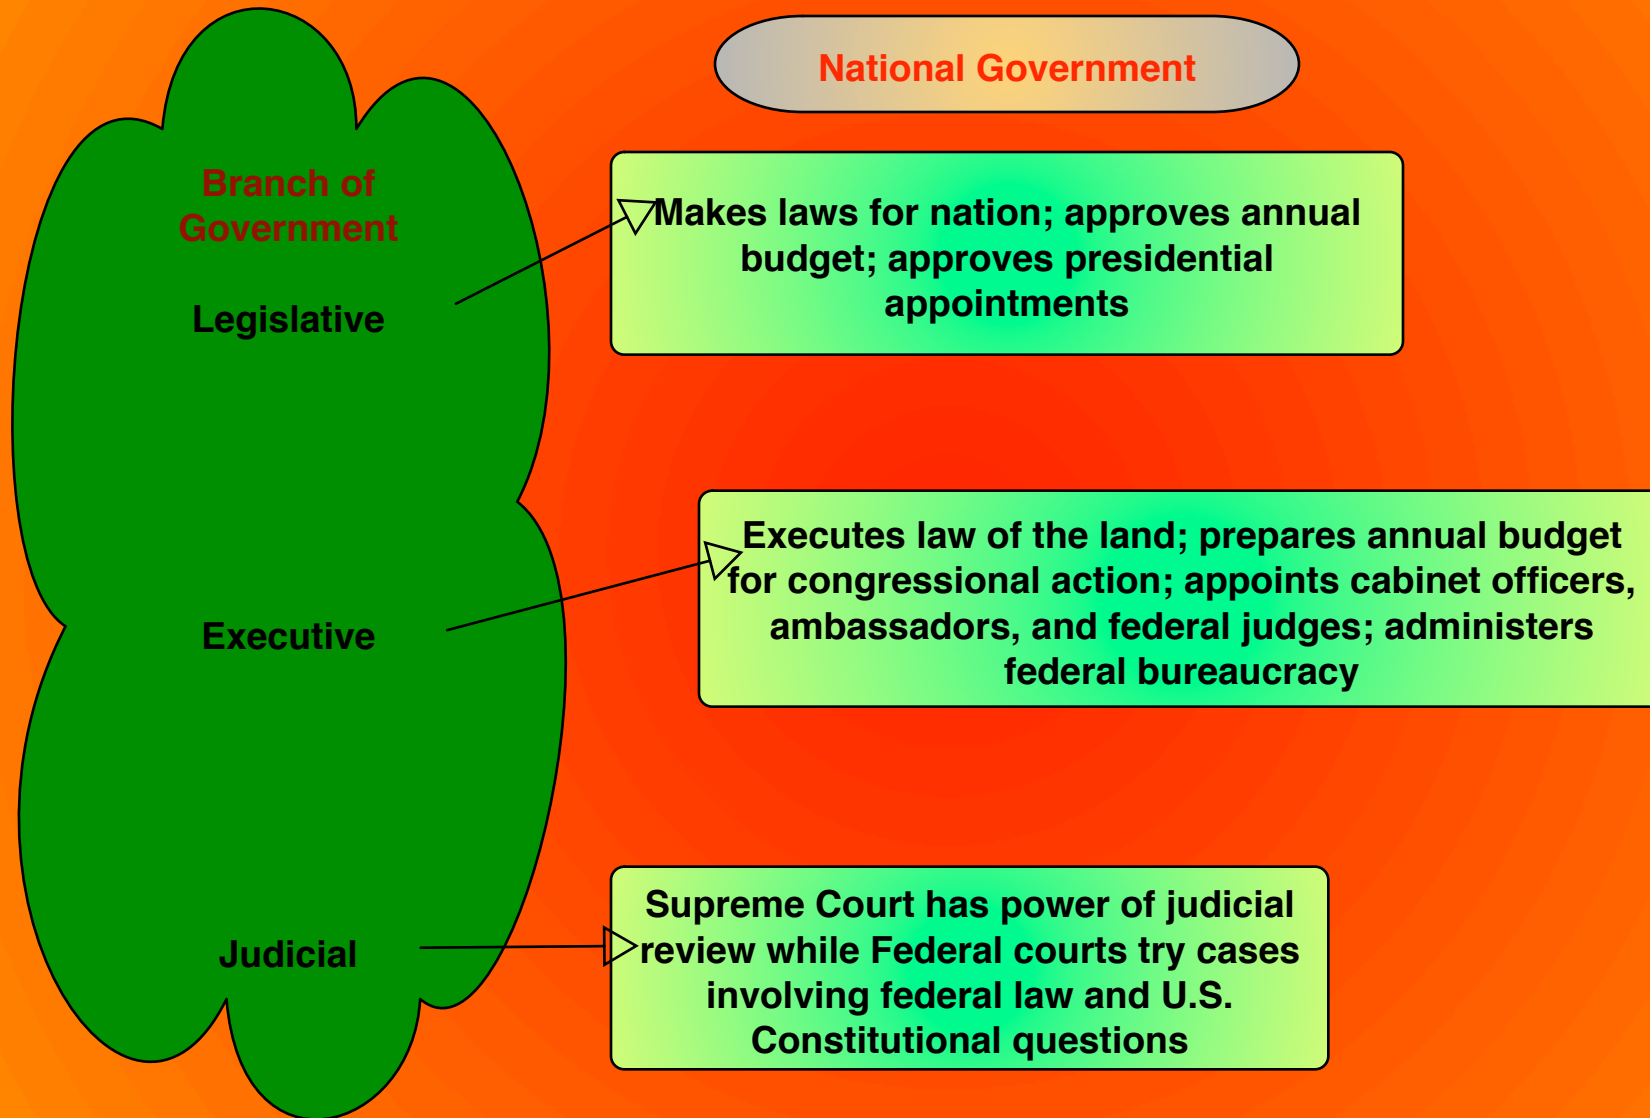 National Government
Branch of
Government
Legislative
Makes laws for nation; approves annual
budget; approves presidential
appointments
Executive
Executes law of the land; prepares annual budget
for congressional action; appoints cabinet officers,
ambassadors, and federal judges; administers
federal bureaucracy
Judicial
Supreme Court has power of judicial
review while Federal courts try cases
involving federal law and U.S.
Constitutional questions